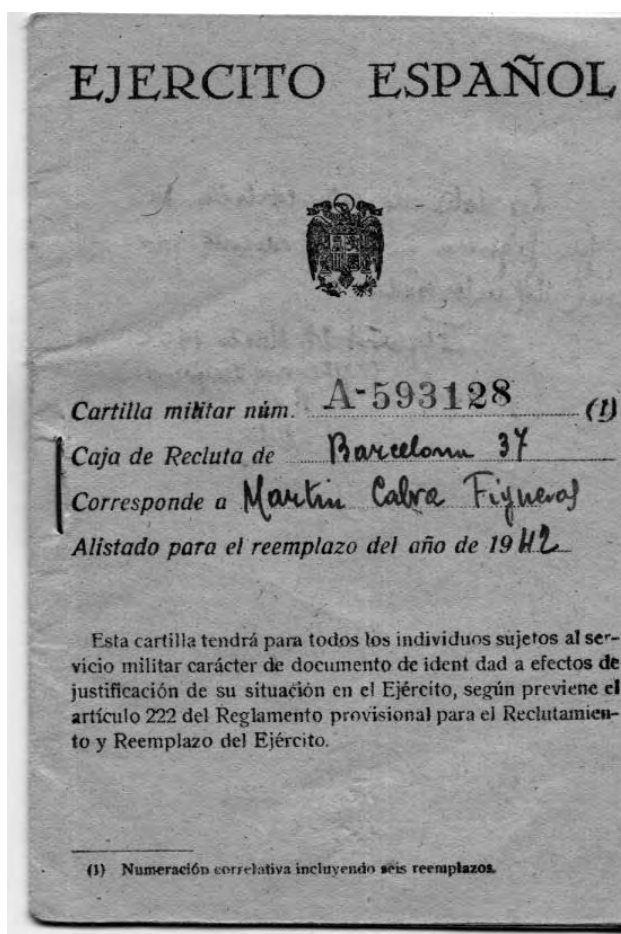 EJERCITO ESPAÑOL
Cartilla militar núm. A-593128 (1)
Caja de Recluta de Barcelona 37
Corresponde a Martin Cabra Figueras
Alistado para el reemplazo del año de 1942
Esta cartilla tendrá para todos los individuos sujetos al ser-
vicio militar carácter de documento de ident dad a efectos de
justificación de su situación en el Ejército, según previene el
artículo 222 del Reglamento provisional para el Reclutamien-
to y Reemplazo del Ejército.
(1) Numeración correlativa incluyendo seis reemplazos.